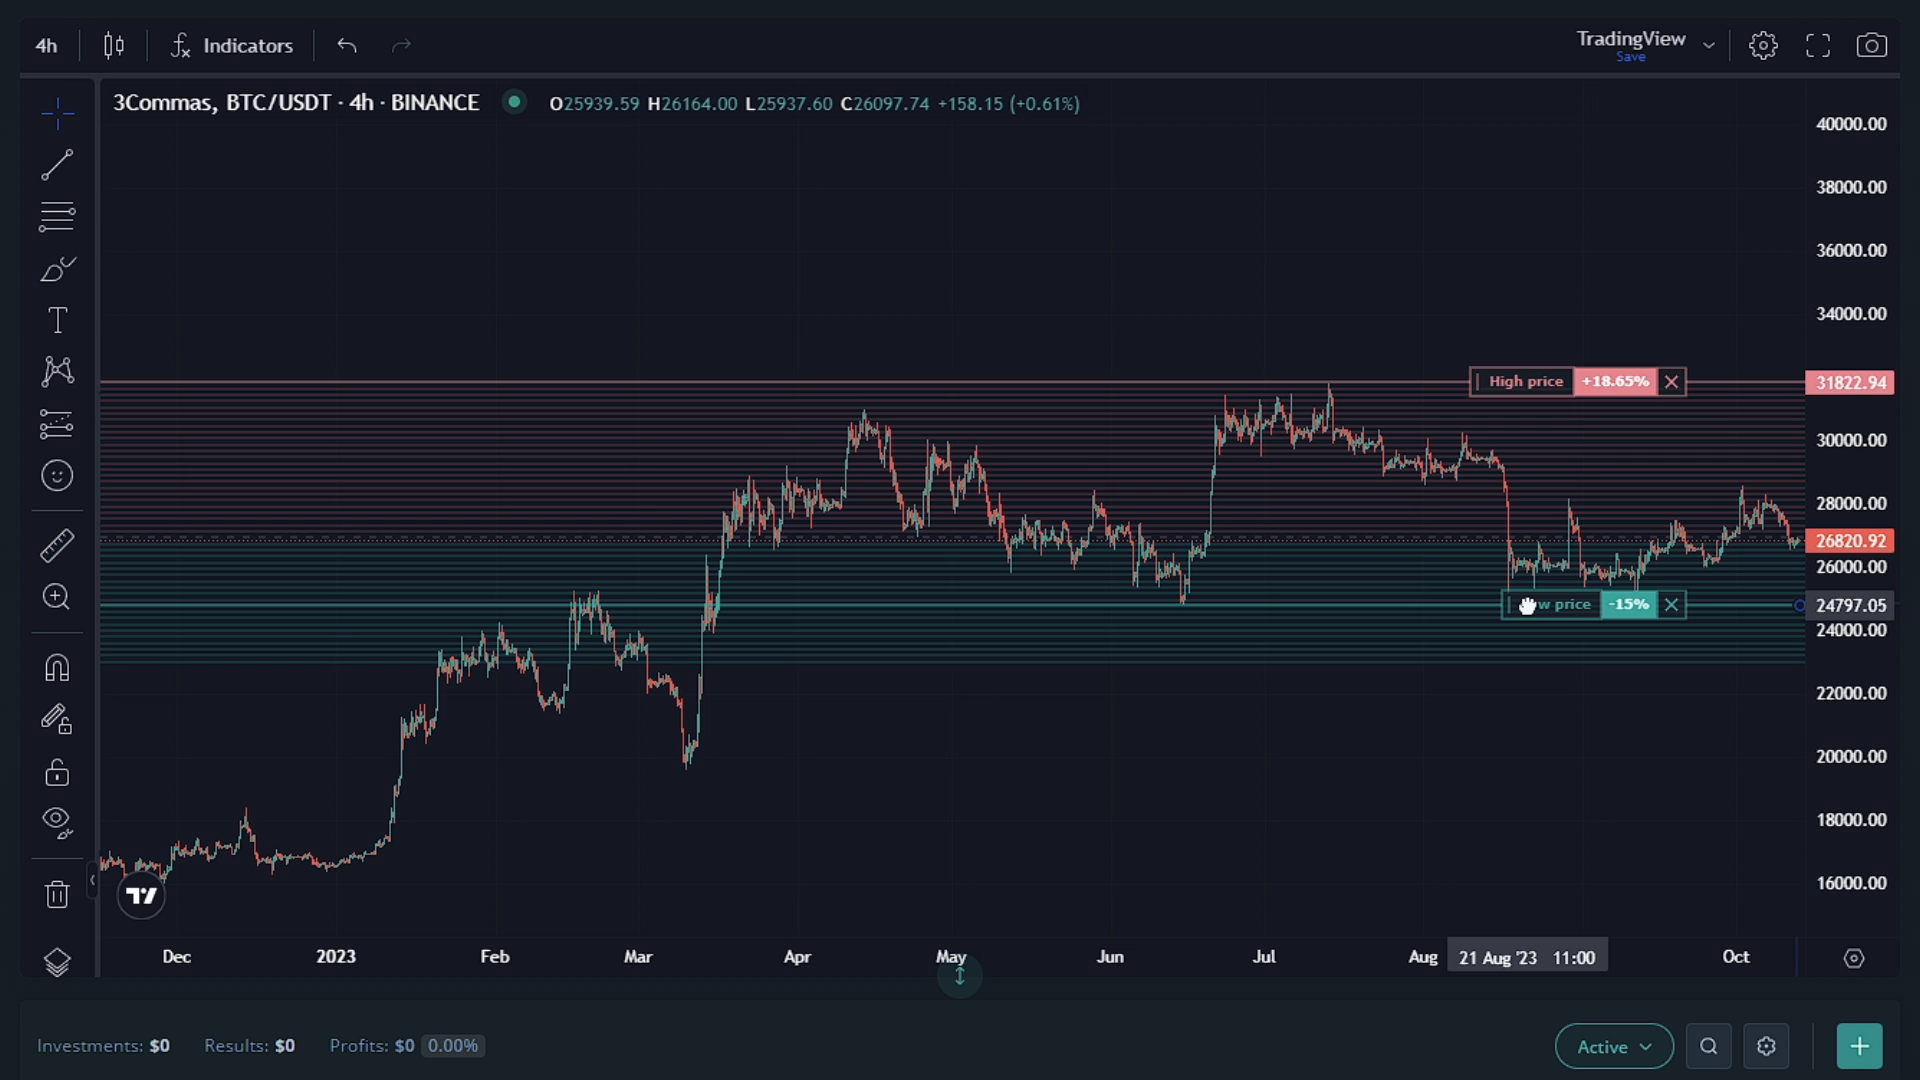 4h
Indicators
TradingView
Save
3Commas, BTC/USDT · 4h · BINANCE
O25939.59 H26164.00 L25937.60 C26097.74 +158.15 (+0.61%)
40000.00
38000.00
36000.00
34000.00
High price +18.65%
31822.94
30000.00
28000.00
26820.92
26000.00
price -15%
24797.05
24000.00
22000.00
20000.00
18000.00
16000.00
Dec 2023 Feb Mar Apr May Jun Jul Aug 21 Aug '23 11:00 Oct
Investments: $0 Results: $0 Profits: $0 0.00%
Active